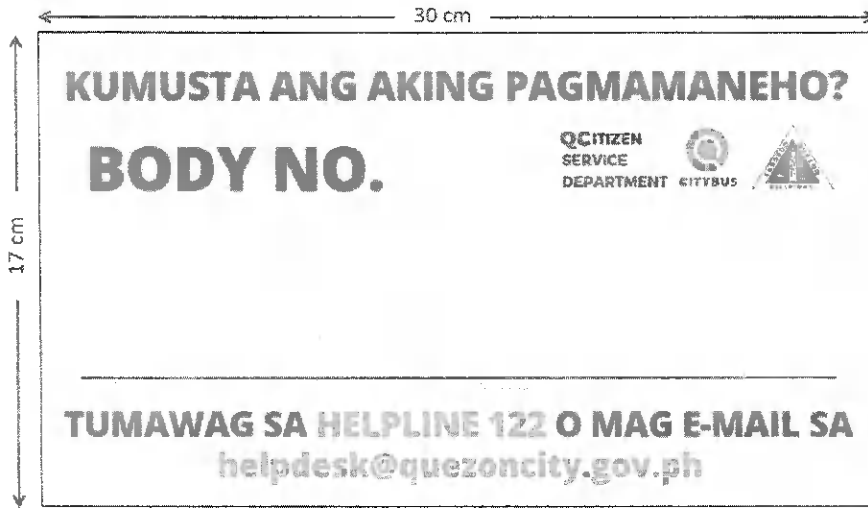 30 cm
17 cm
KUMUSTA ANG AKING PAGMAMANEHO?
BODY NO.
QCITIZEN
SERVICE
DEPARTMENT
CITYBUS
TUMAWAG SA HELPLINE 122 O MAG E-MAIL SA
helpdesk@quezoncity.gov.ph